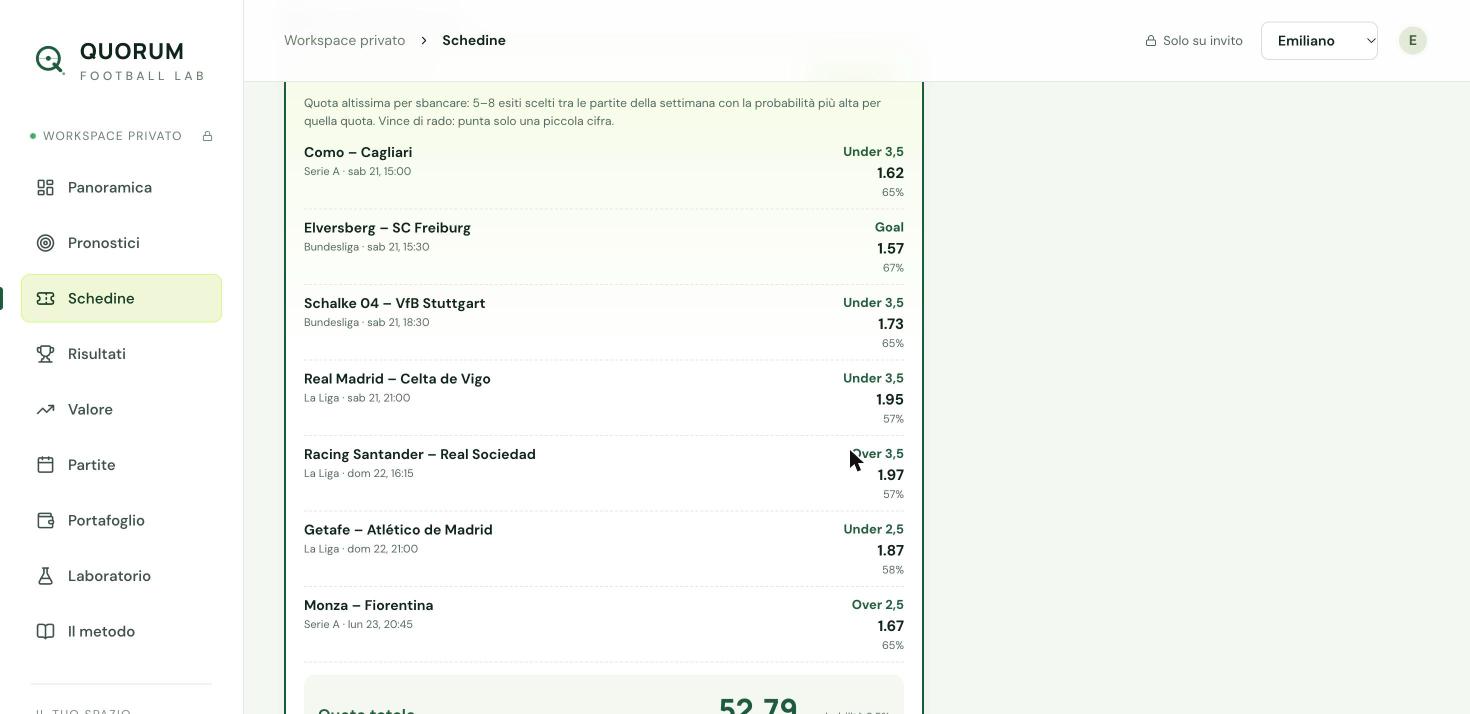 QUORUM
FOOTBALL LAB
WORKSPACE PRIVATO
Panoramica
Pronostici
Schedine
Risultati
Valore
Partite
Portafoglio
Laboratorio
Il metodo
IL TUO SPAZIO
Workspace privato > Schedine
Solo su invito
Emiliano
E
Quota altissima per sbancare: 5–8 esiti scelti tra le partite della settimana con la probabilità più alta per
quella quota. Vince di rado: punta solo una piccola cifra.
Como – Cagliari
Under 3,5
Serie A · sab 21, 15:00
1.62
65%
Elversberg – SC Freiburg
Goal
Bundesliga · sab 21, 15:30
1.57
67%
Schalke 04 – VfB Stuttgart
Under 3,5
Bundesliga · sab 21, 18:30
1.73
65%
Real Madrid – Celta de Vigo
Under 3,5
La Liga · sab 21, 21:00
1.95
57%
Racing Santander – Real Sociedad
Over 3,5
La Liga · dom 22, 16:15
1.97
57%
Getafe – Atlético de Madrid
Under 2,5
La Liga · dom 22, 21:00
1.87
58%
Monza – Fiorentina
Over 2,5
Serie A · lun 23, 20:45
1.67
65%
Quota totale
52.79